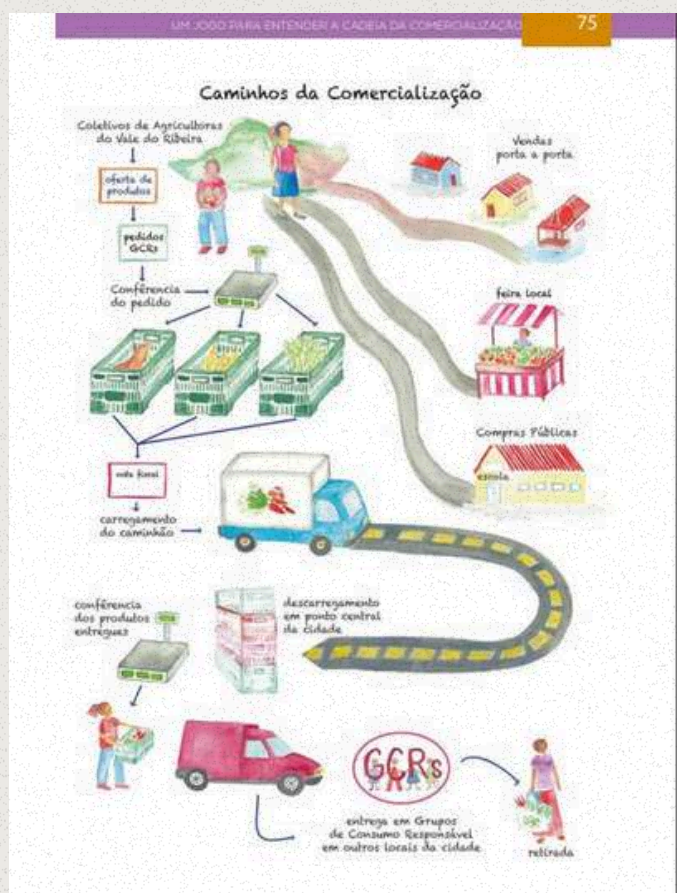 UM JOGO PARA ENTENDER A CADEIA DA COMERCIALIZAÇÃO
75
Caminhos da Comercialização
Coletivos de Agricultoras
do Vale do Ribeira
oferta de
produtos
pedidos
GCRs
Conferência
do pedido
Vendas
porta a porta
feira local
Compras Públicas
escola
nota fiscal
carregamento
do caminhão
conferência
dos produtos
entregues
descarregamento
em ponto central
da cidade
GCRs
entrega em Grupos
de Consumo Responsável
em outros locais da cidade
retirada